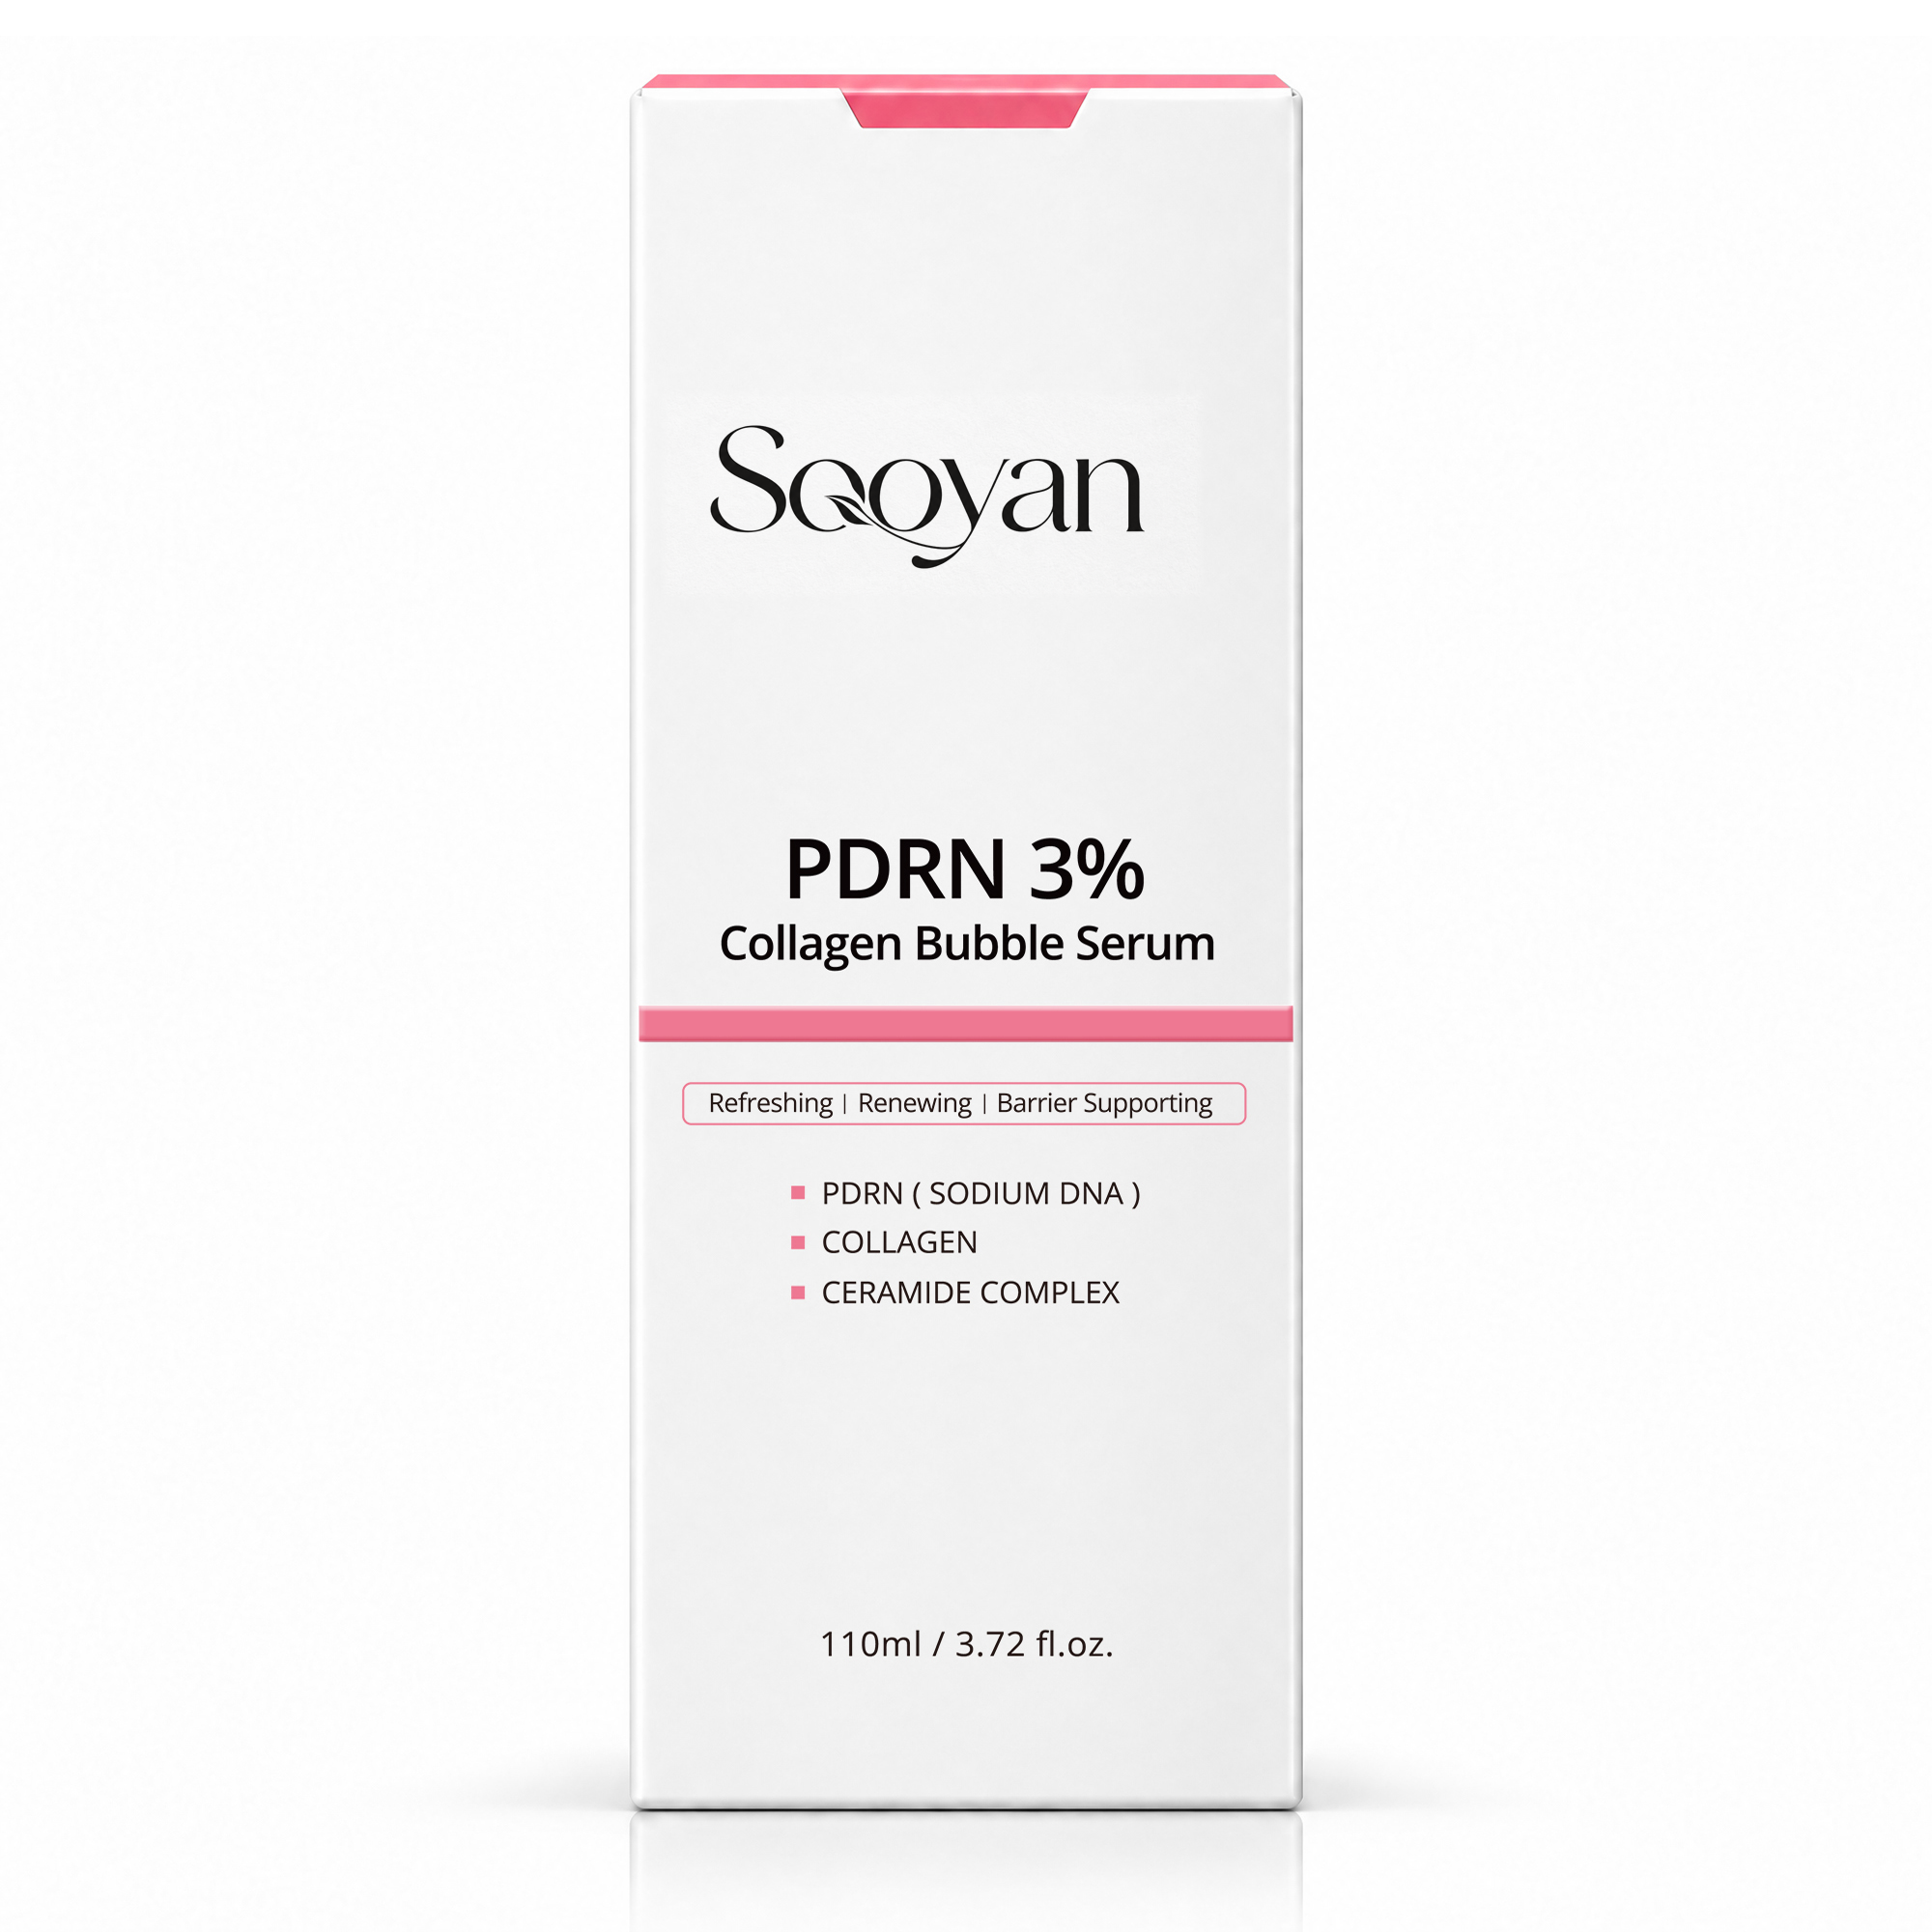 Seoyan
PDRN 3%
Collagen Bubble Serum
Refreshing | Renewing | Barrier Supporting
PDRN ( SODIUM DNA )
COLLAGEN
CERAMIDE COMPLEX
110ml / 3.72 fl.oz.